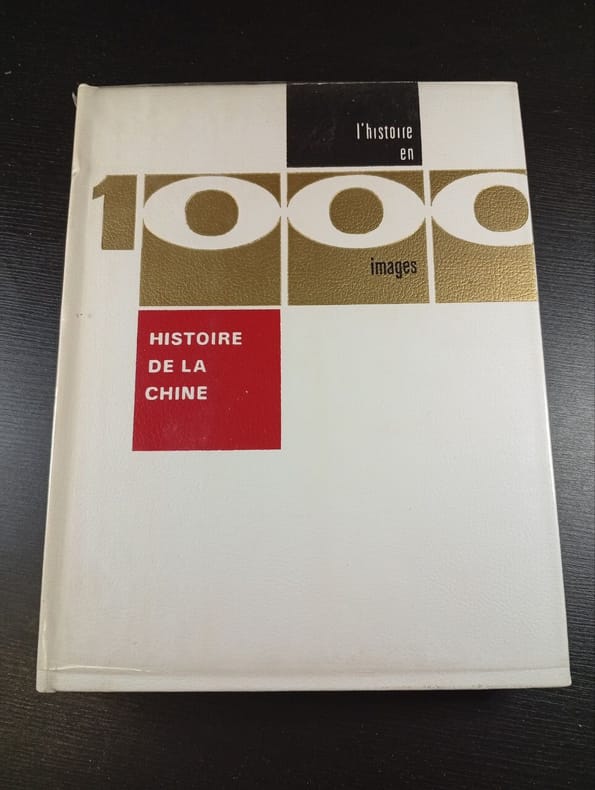 l'histoire
en
1000
images
HISTOIRE
DE LA
CHINE